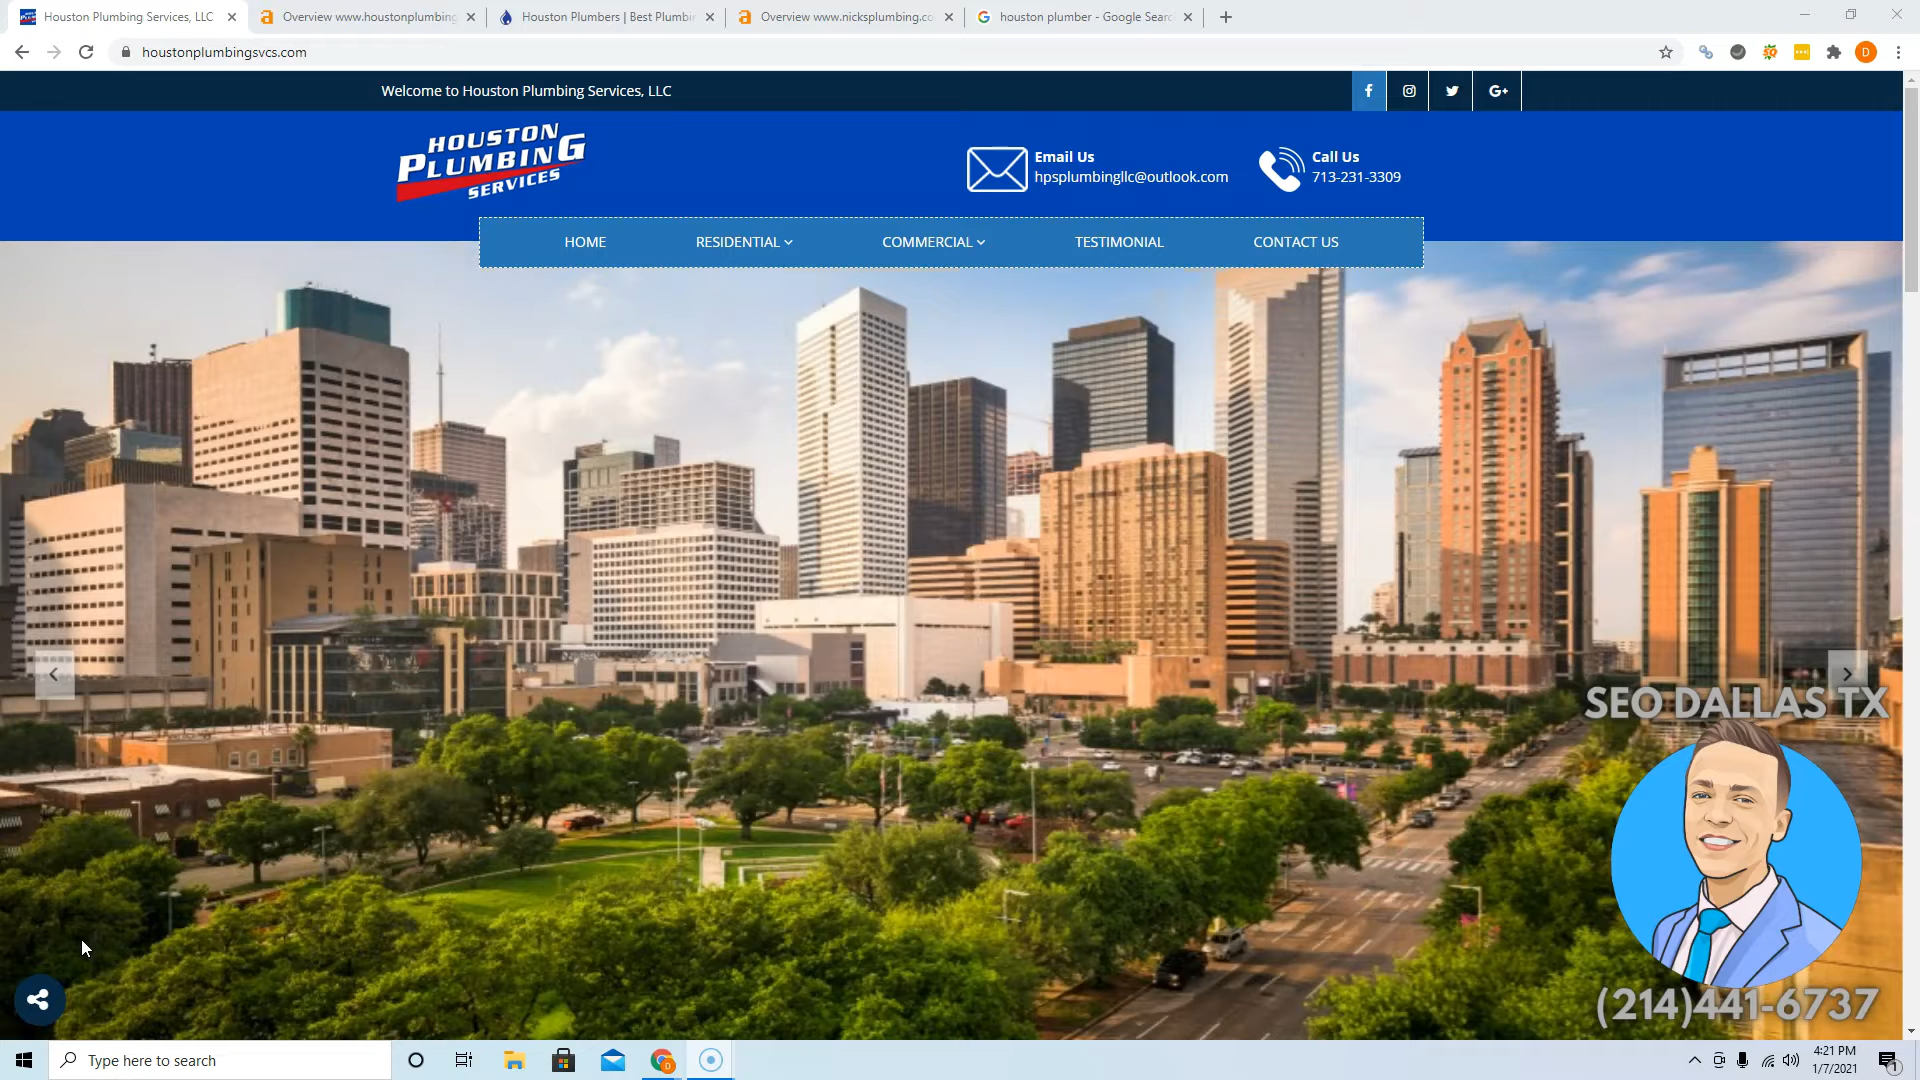 Houston Plumbing Services, LLC
Overview www.houstonplumbing
Houston Plumbers | Best Plumbin
Overview www.nicksplumbing.co
houston plumber - Google Searc
houstonplumbingsvcs.com
D
Welcome to Houston Plumbing Services, LLC
G+
HOUSTON
PLUMBING
SERVICES
Email Us
hpsplumbingllc@outlook.com
Call Us
713-231-3309
HOME
RESIDENTIAL
COMMERCIAL
TESTIMONIAL
CONTACT US
SEO DALLAS TX
(214)441-6737
Type here to search
4:21 PM
1/7/2021
1